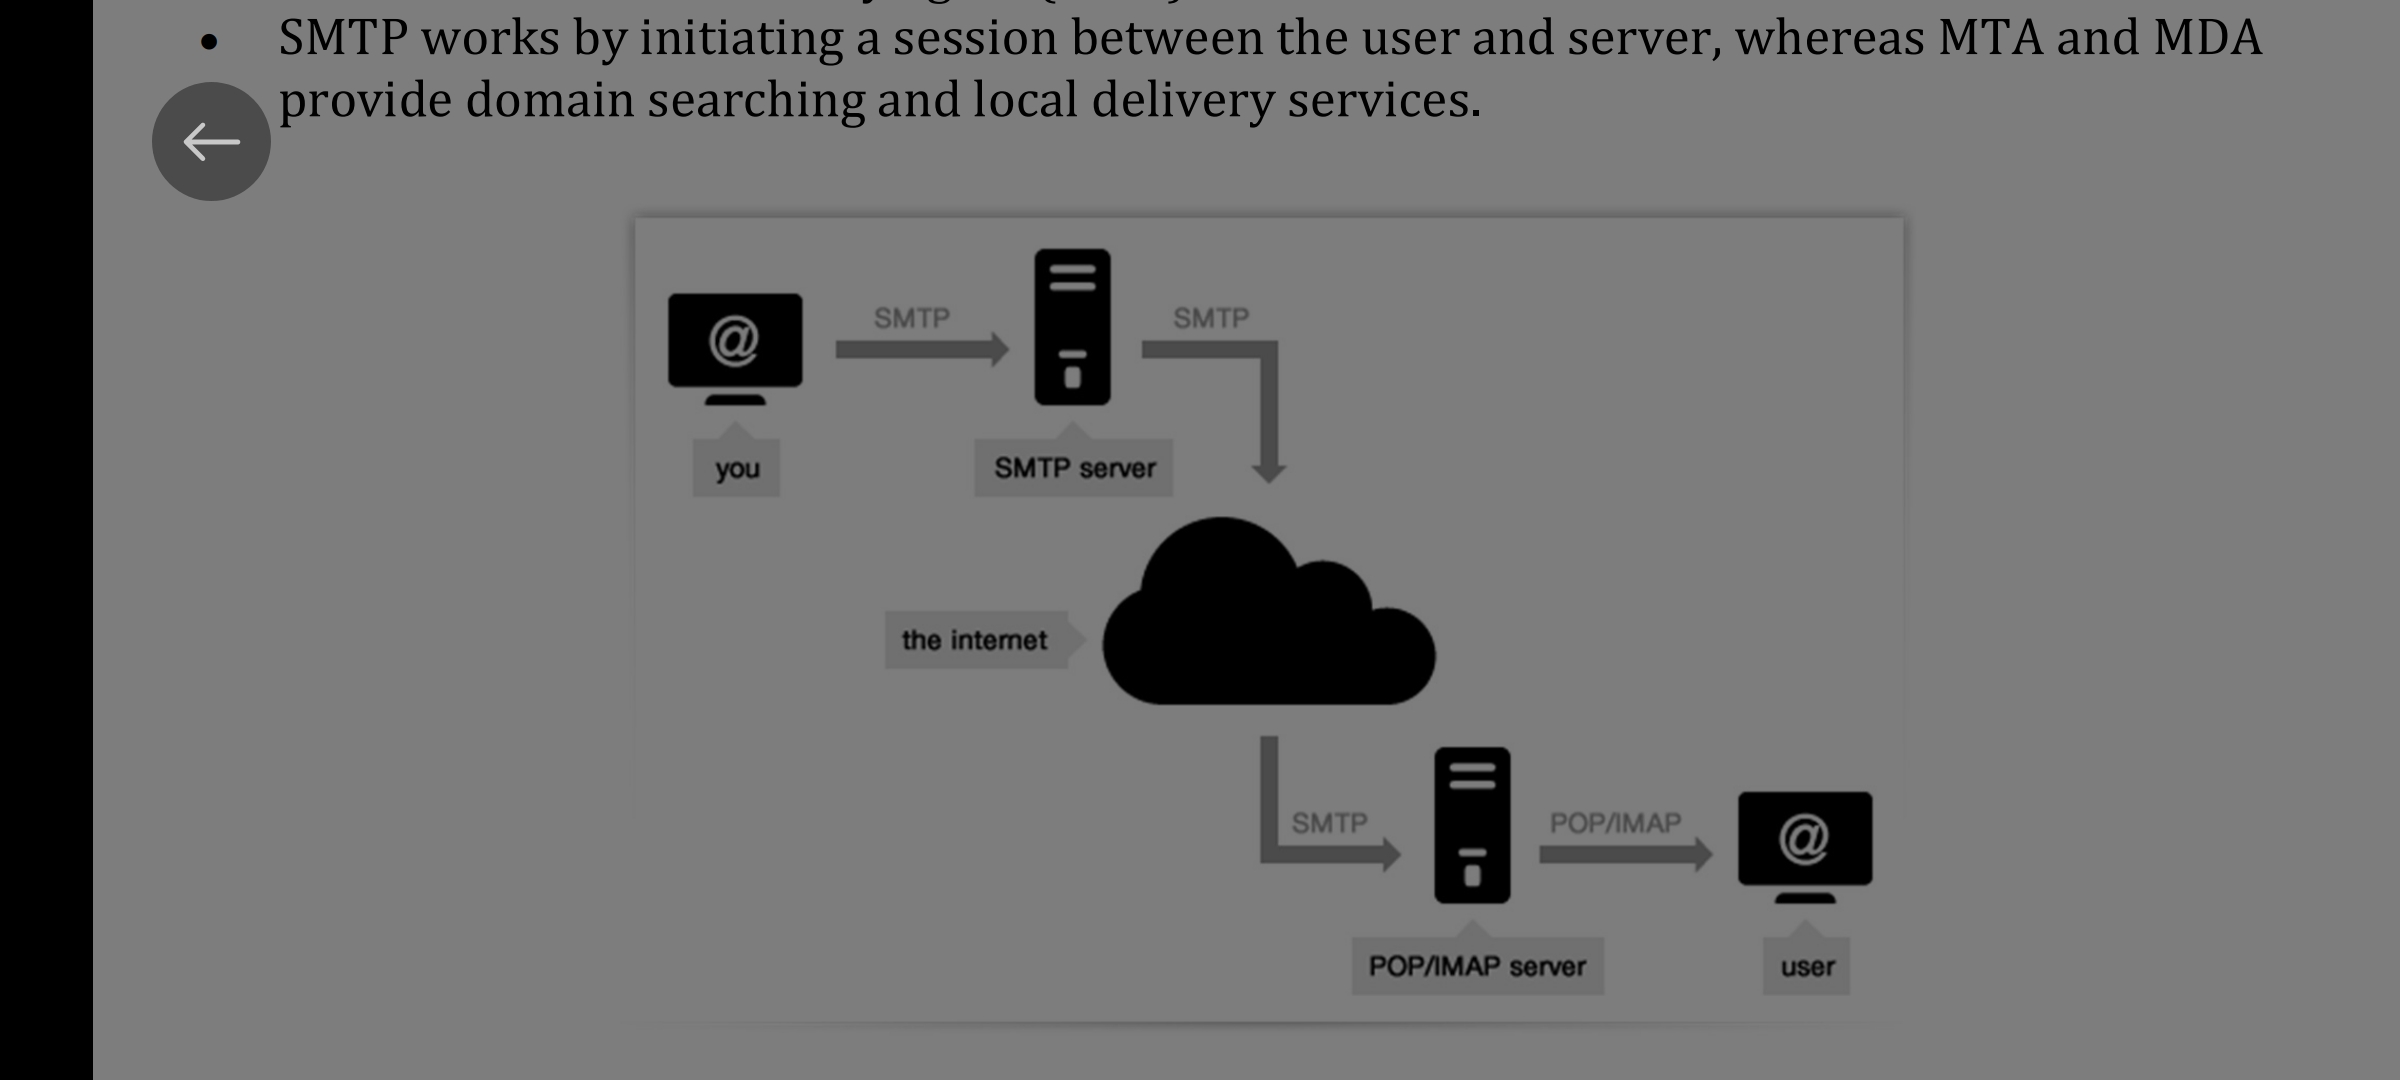 • SMTP works by initiating a session between the user and server, whereas MTA and MDA
provide domain searching and local delivery services.
SMTP
SMTP
@
you
SMTP server
the internet
SMTP
POP/IMAP
@
POP/IMAP server
user